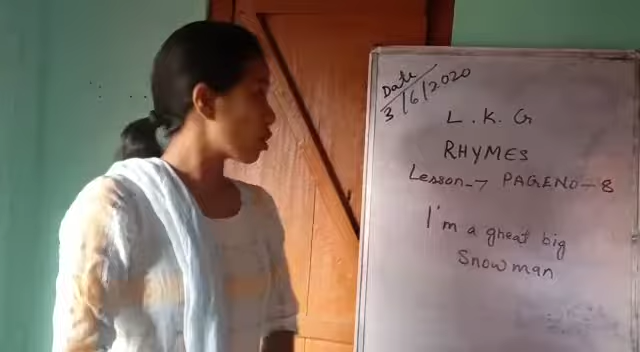 Date
3/6/2020
L.K.G
RHYMES
Lesson-7 PAGENO-8
I'm a great big
Snowman